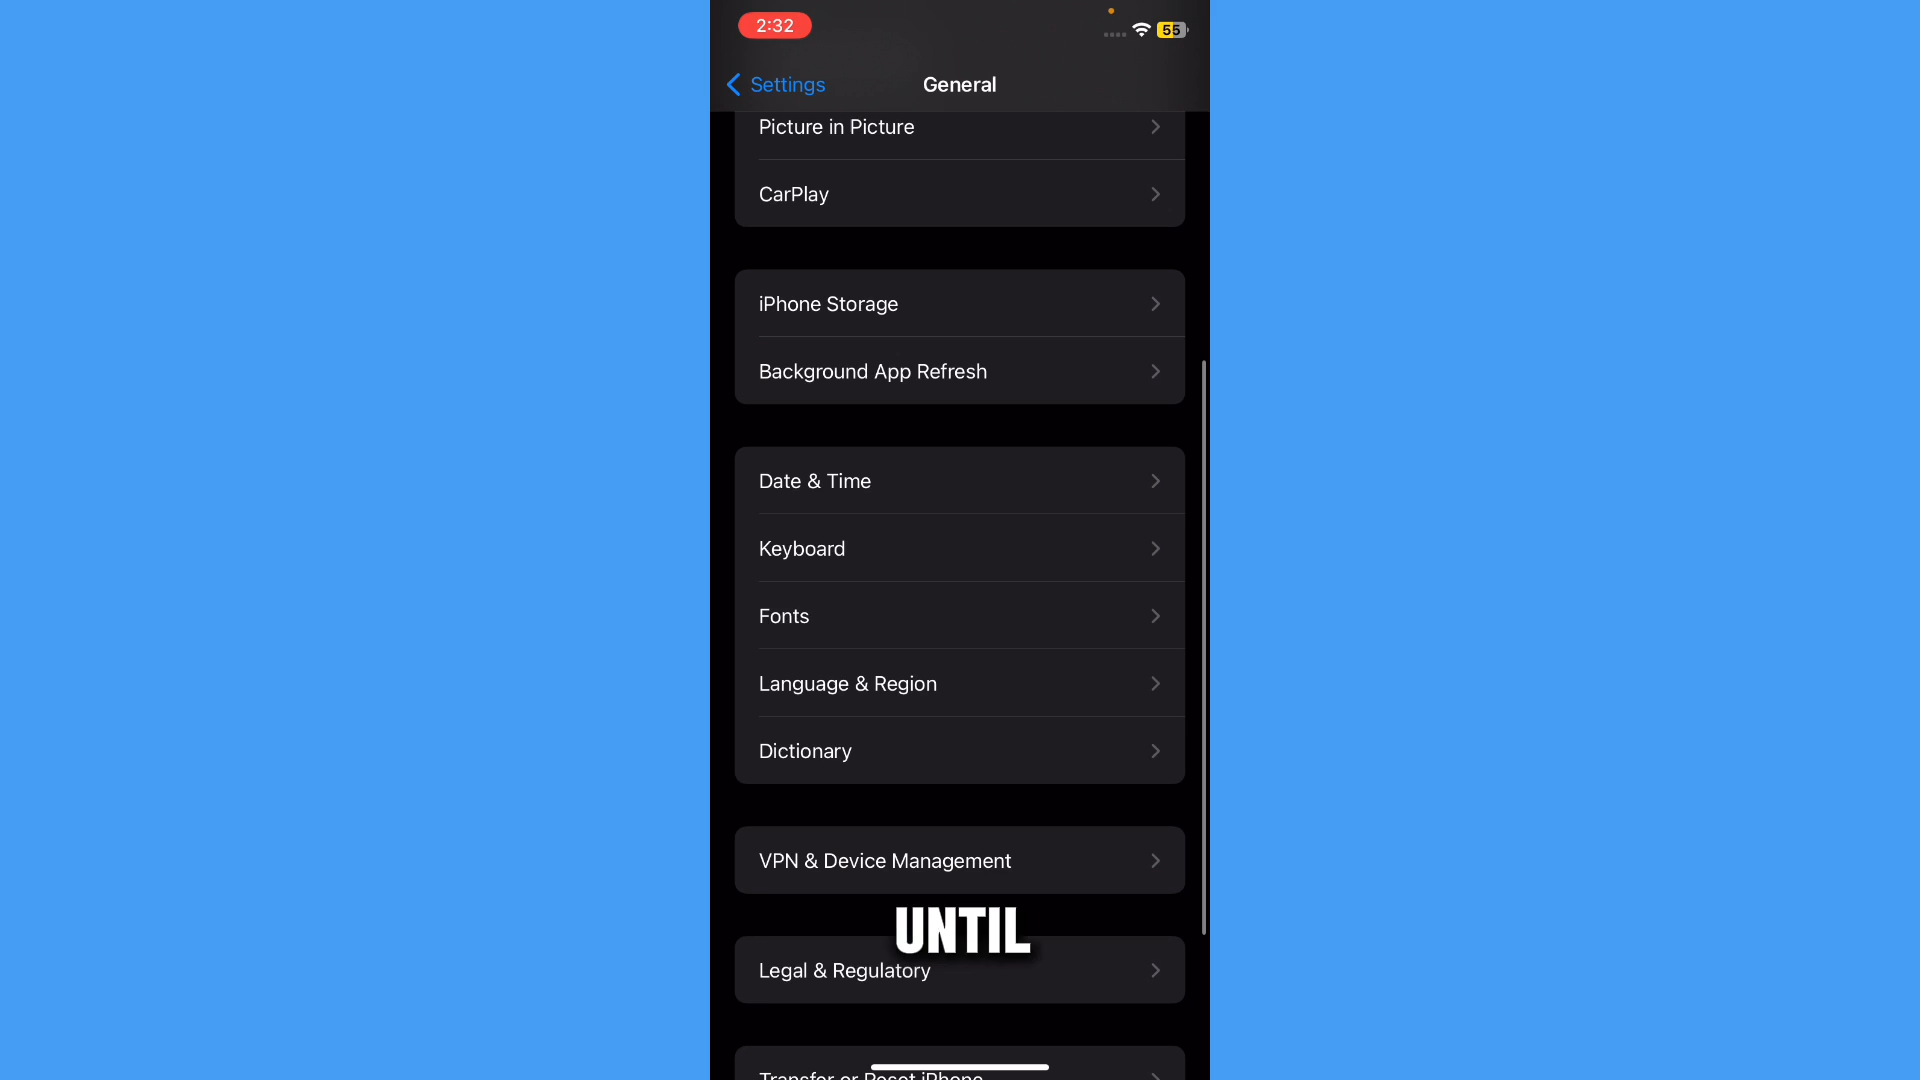 2:32
55
Settings
General
Picture in Picture
CarPlay
iPhone Storage
Background App Refresh
Date & Time
Keyboard
Fonts
Language & Region
Dictionary
VPN & Device Management
UNTIL
Legal & Regulatory
Transfer or Reset iPhone